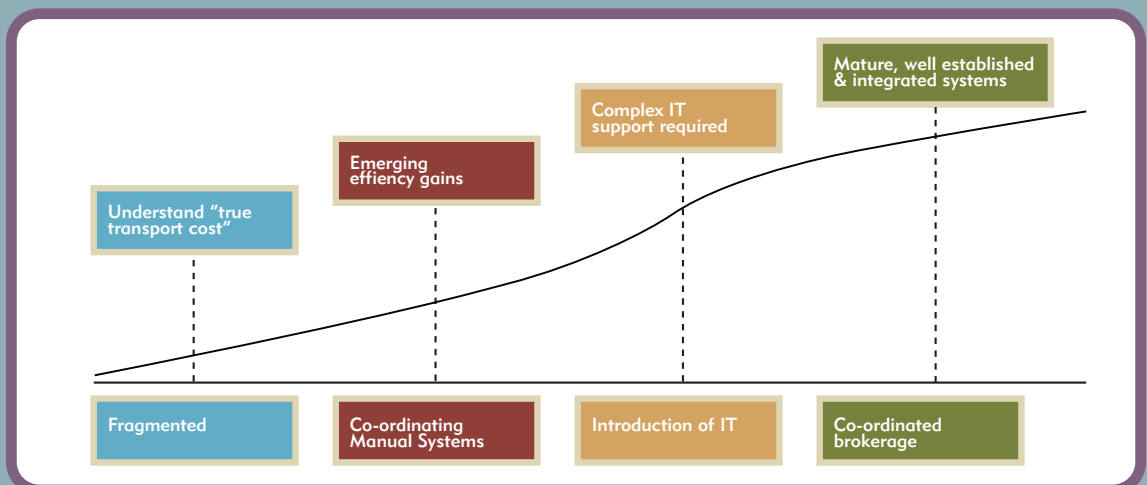 Mature, well established
& integrated systems
Complex IT
support required
Emerging
effiency gains
Understand “true
transport cost”
Fragmented
Co-ordinating
Manual Systems
Introduction of IT
Co-ordinated
brokerage